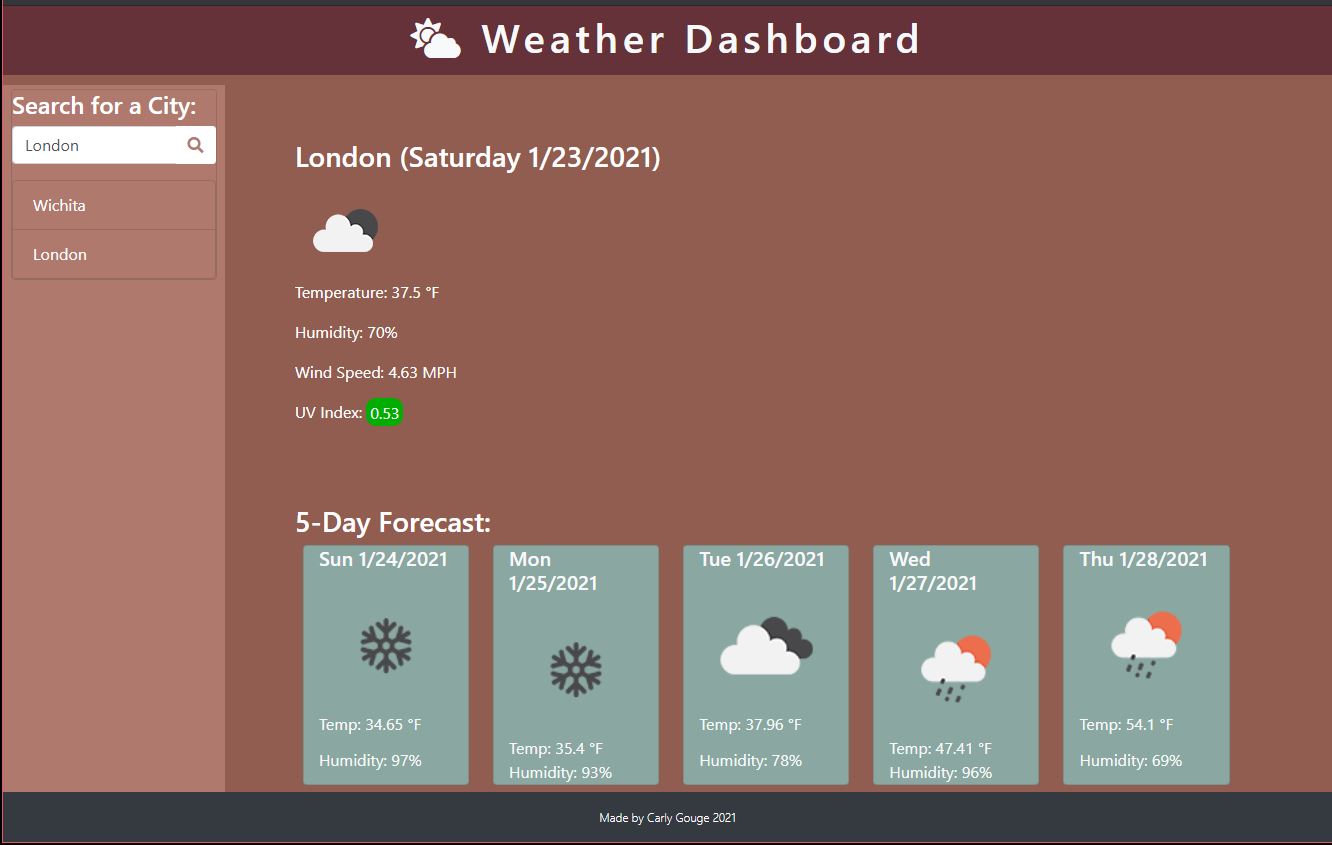 Weather Dashboard
Search for a City:
London
Wichita
London
London (Saturday 1/23/2021)
Temperature: 37.5 °F
Humidity: 70%
Wind Speed: 4.63 MPH
UV Index: 0.53
5-Day Forecast:
Sun 1/24/2021
Temp: 34.65 °F
Humidity: 97%
Mon
1/25/2021
Temp: 35.4 °F
Humidity: 93%
Tue 1/26/2021
Temp: 37.96 °F
Humidity: 78%
Wed
1/27/2021
Temp: 47.41 °F
Humidity: 96%
Thu 1/28/2021
Temp: 54.1 °F
Humidity: 69%
Made by Carly Gouge 2021